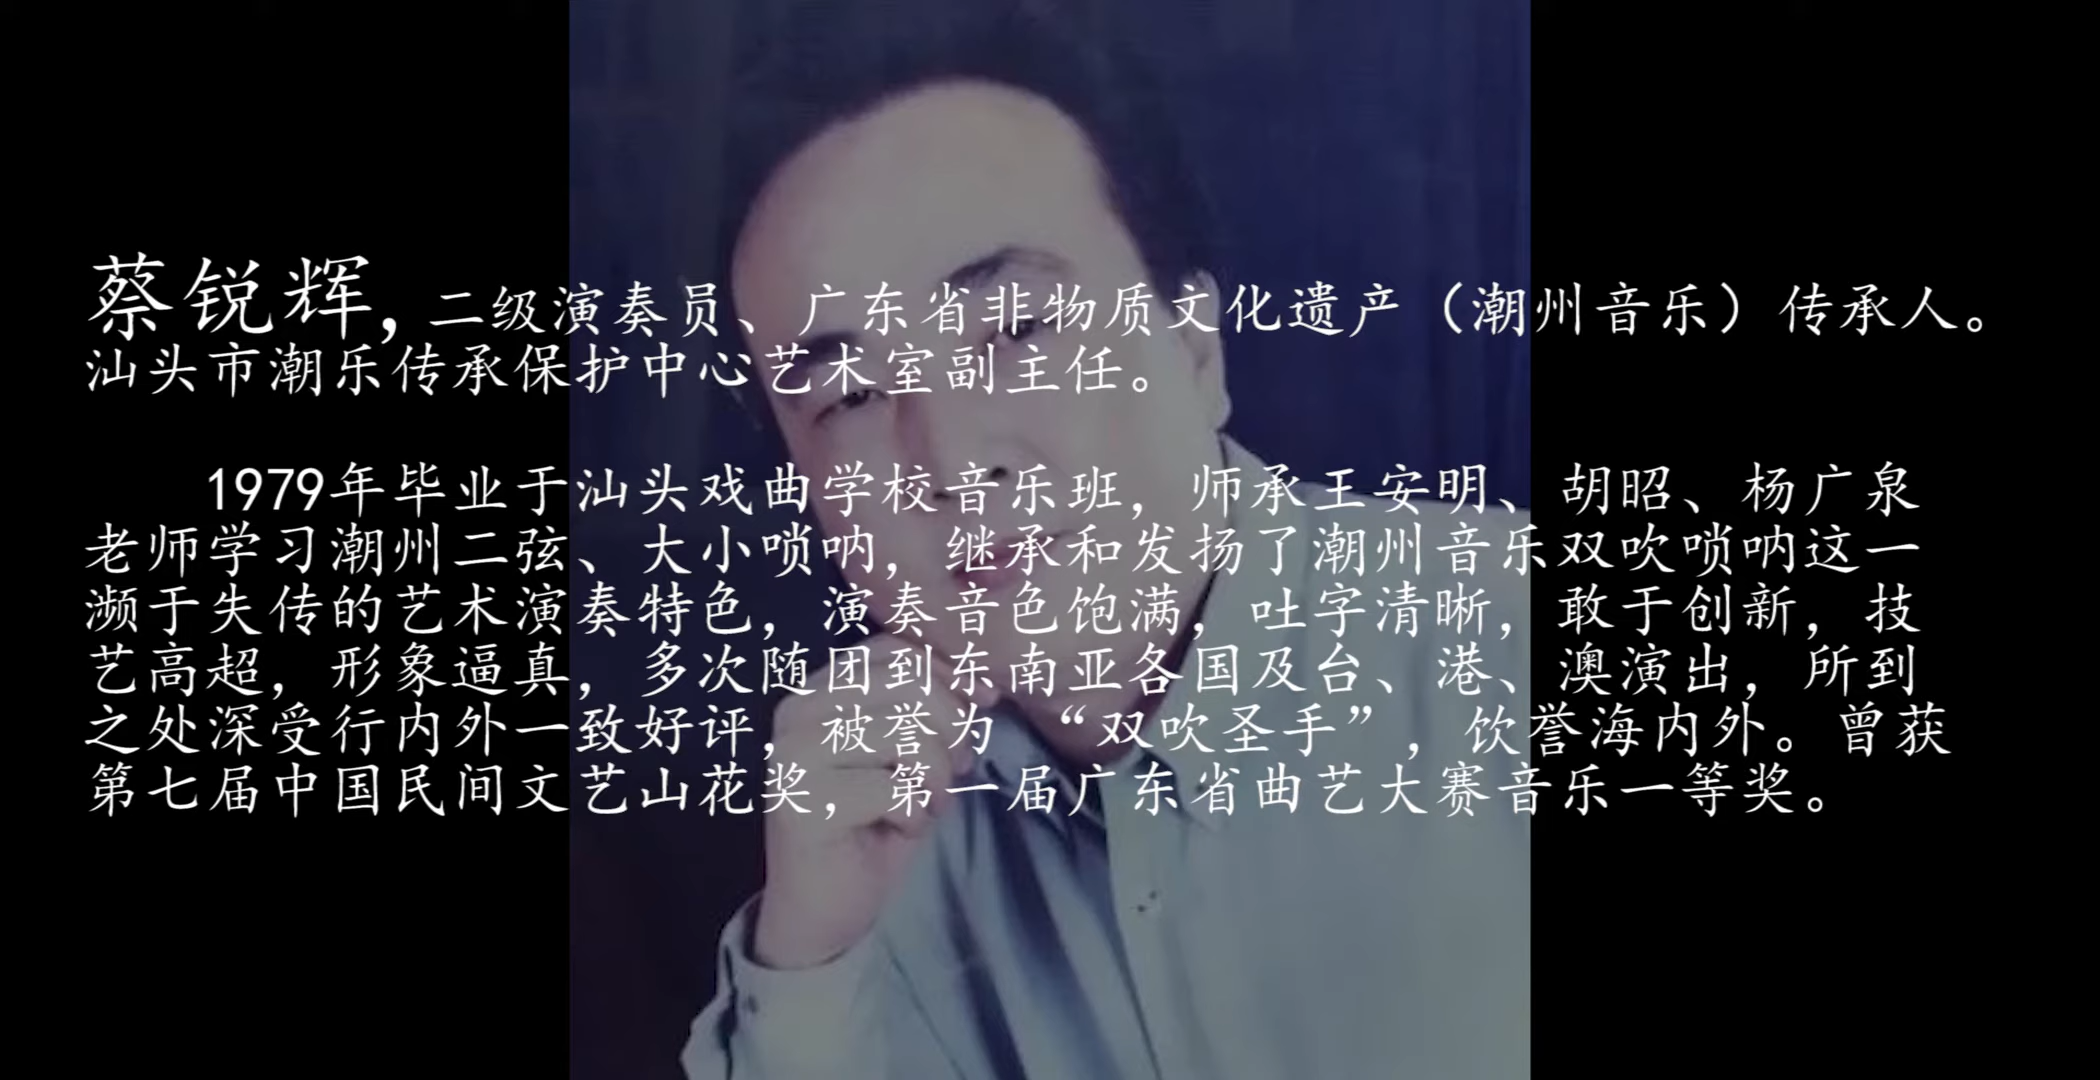 蔡锐辉,二级演奏员、广东省非物质文化遗产（潮州音乐）传承人。
汕头市潮乐传承保护中心艺术室副主任。
1979年毕业于汕头戏曲学校音乐班，师承王安明、胡昭、杨广泉
老师学习潮州二弦、大小唢呐，继承和发扬了潮州音乐双吹唢呐这一
濒于失传的艺术演奏特色，演奏音色饱满，吐字清晰，敢于创新，技
艺高超，形象逼真，多次随团到东南亚各国及台、港、澳演出，所到
之处深受行内外一致好评，被誉为“双吹圣手”，饮誉海内外。曾获
第七届中国民间文艺山花奖，第一届广东省曲艺大赛音乐一等奖。